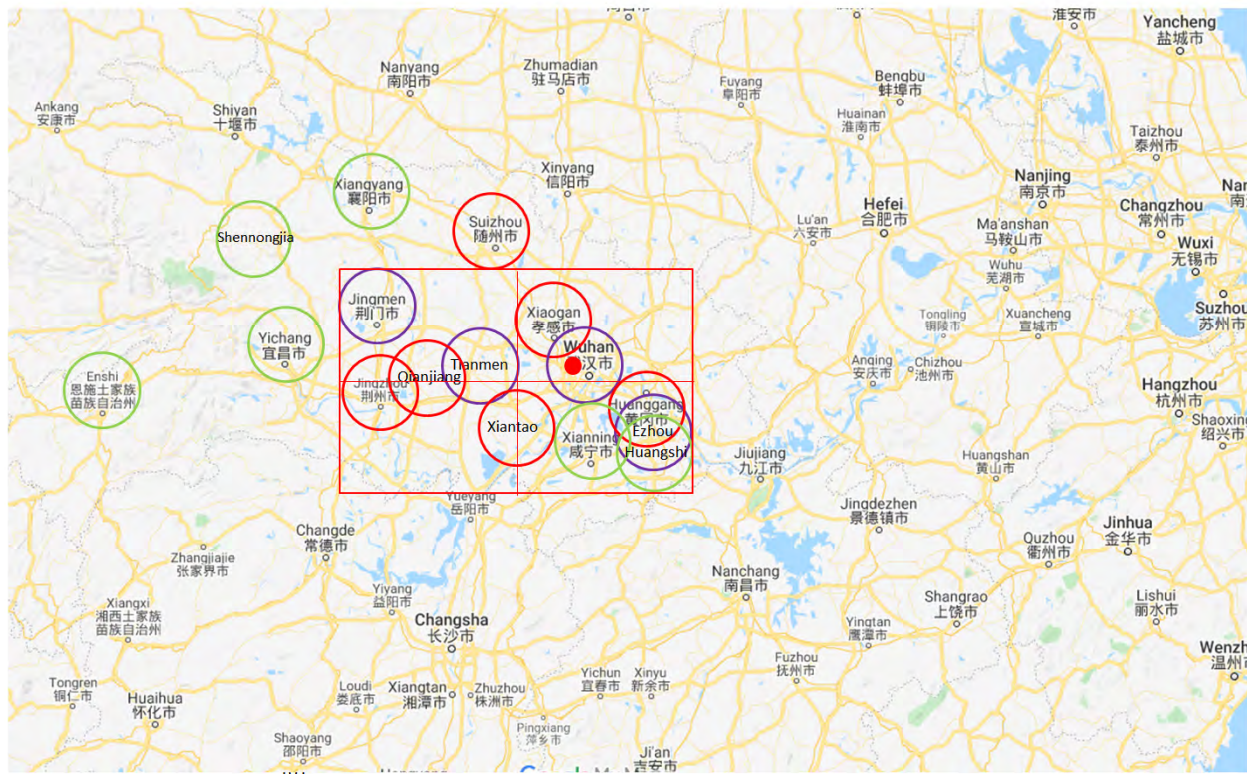 淮安市
Yancheng
盐城市
Nanyang
南阳市
Zhumadian
驻马店市
Fuyang
阜阳市
Bengbu
蚌埠市
Ankang
安康市
Shiyan
十堰市
Huainan
淮南市
Taizhou
泰州市
Xinyang
信阳市
Xiangyang
襄阳市
Nanjing
南京市
Hefei
合肥市
Changzhou
常州市
Suizhou
随州市
Lu'an
六安市
Ma'anshan
马鞍山市
Shennongjia
Wuxi
无锡市
Wuhu
芜湖市
Jingmen
荆门市
Xiaogan
孝感市
Tongling
铜陵市
Xuancheng
宣城市
Suzhou
苏州市
Yichang
宜昌市
Wuhan
汉市
Tianmen
Qianjiang
Anqing
安庆市
Chizhou
池州市
Enshi
恩施土家族
苗族自治州
Jingzhou
荆州市
Hangzhou
杭州市
Huanggang
黄冈市
Ezhou
Xiantao
Shaoxing
绍兴市
Xianning
咸宁市
Huangshi
Jiujiang
九江市
Huangshan
黄山市
Yueyang
岳阳市
Jingdezhen
景德镇市
Changde
常德市
Jinhua
金华市
Quzhou
衢州市
Zhangjiajie
张家界市
Nanchang
南昌市
Yiyang
益阳市
Shangrao
上饶市
Lishui
丽水市
Xiangxi
湘西土家族
苗族自治州
Changsha
长沙市
Yingtan
鹰潭市
Wenzh
温州市
Fuzhou
抚州市
Tongren
铜仁市
Huaihua
怀化市
Loudi
娄底市
Xiangtan
湘潭市
Zhuzhou
株洲市
Yichun
宜春市
Xinyu
新余市
Pingxiang
萍乡市
Shaoyang
邵阳市
Ji'an
吉安市